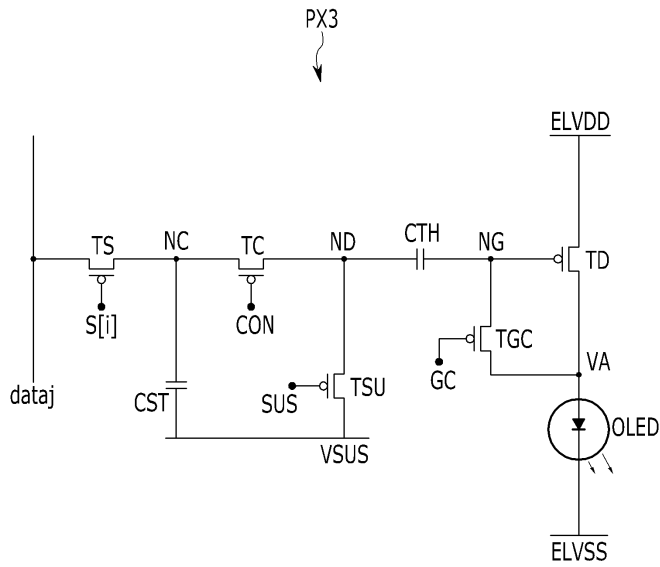 PX3
ELVDD
TS
NC
TC
ND
CTH
NG
TD
S[i]
CON
TGC
GC
VA
dataj
CST
SUS
TSU
OLED
VSUS
ELVSS